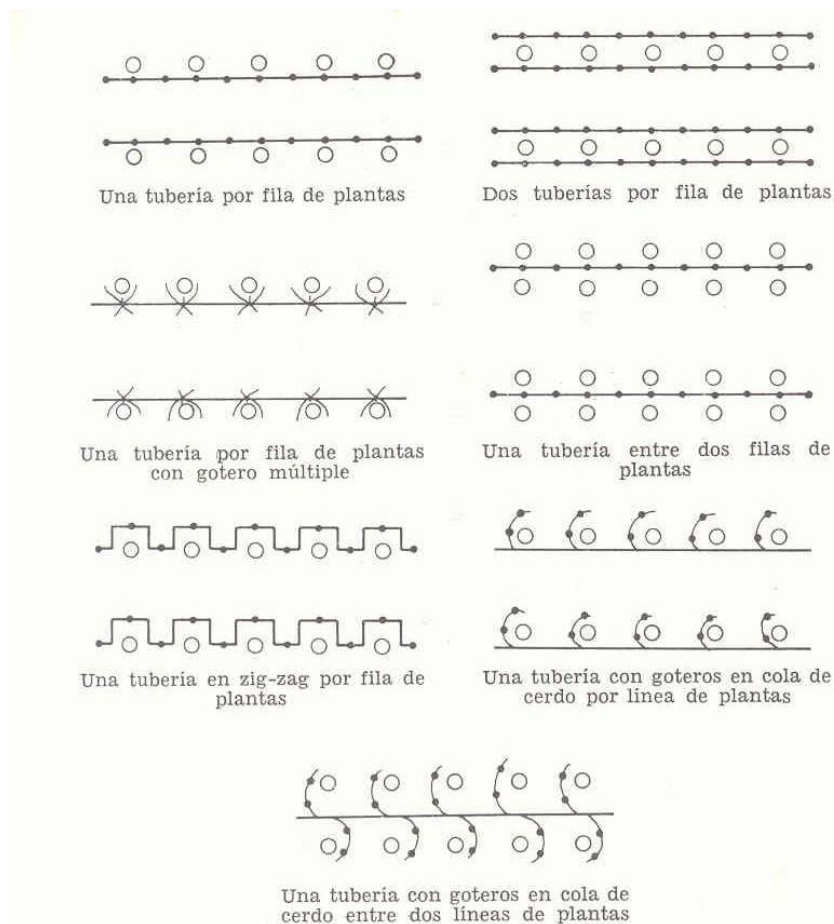 Una tubería por fila de plantas
Dos tuberías por fila de plantas
Una tubería por fila de plantas
con gotero múltiple
Una tubería entre dos filas de
plantas
Una tubería en zig-zag por fila de
plantas
Una tubería con goteros en cola de
cerdo por línea de plantas
Una tubería con goteros en cola de
cerdo entre dos líneas de plantas